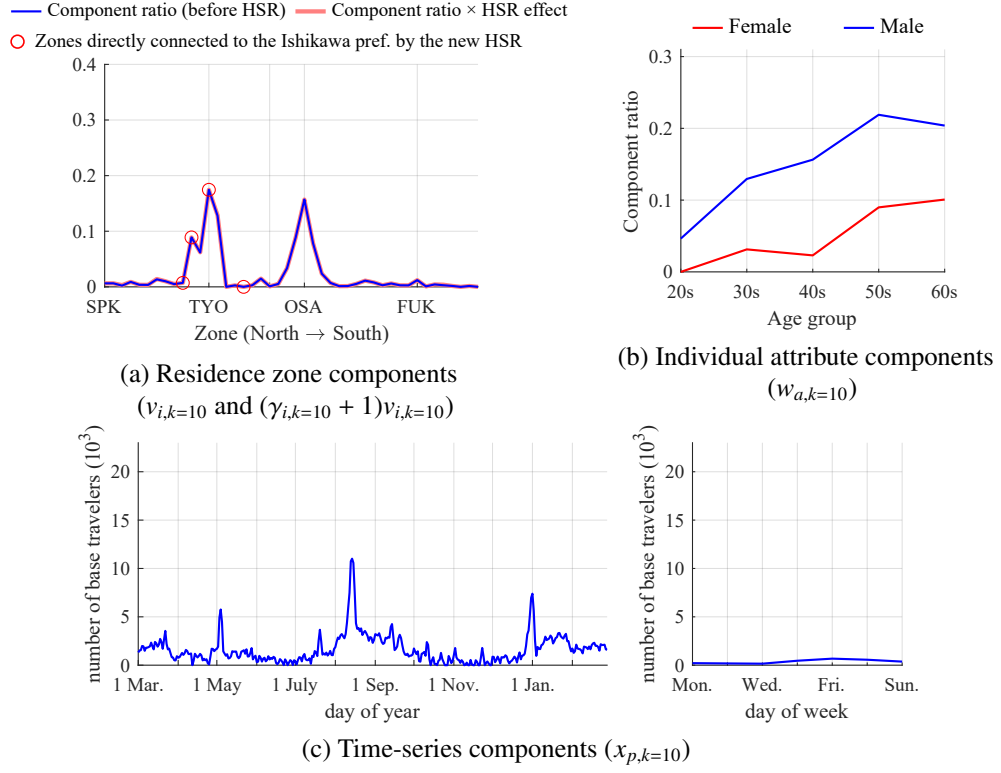 Component ratio (before HSR)
Component ratio × HSR effect
Zones directly connected to the Ishikawa pref. by the new HSR
0.4
0.3
0.2
0.1
0
SPK
TYO
OSA
FUK
Zone (North → South)
(a) Residence zone components
(v_{i,k=10} and (γ_{i,k=10} + 1)v_{i,k=10})
Female
Male
Component ratio
0.3
0.2
0.1
0
20s
30s
40s
50s
60s
Age group
(b) Individual attribute components
(w_{a,k=10})
number of base travelers (10^3)
20
15
10
5
0
1 Mar.
1 May
1 July
1 Sep.
1 Nov.
1 Jan.
day of year
number of base travelers (10^3)
20
15
10
5
0
Mon.
Wed.
Fri.
Sun.
day of week
(c) Time-series components (x_{p,k=10})